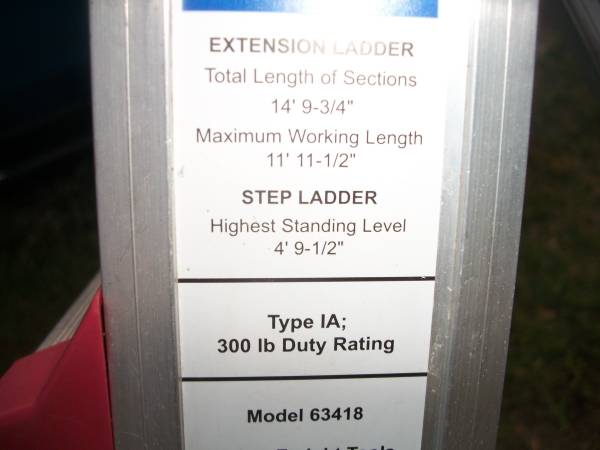 EXTENSION LADDER
Total Length of Sections
14' 9-3/4"
Maximum Working Length
11' 11-1/2"
STEP LADDER
Highest Standing Level
4' 9-1/2"
Type IA;
300 lb Duty Rating
Model 63418